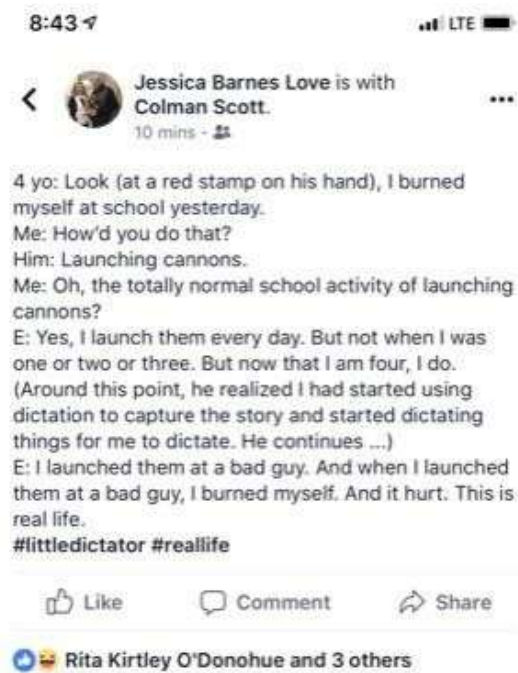 8:43
LTE
Jessica Barnes Love is with
Colman Scott.
10 mins -
4 yo: Look (at a red stamp on his hand), I burned
myself at school yesterday.
Me: How'd you do that?
Him: Launching cannons.
Me: Oh, the totally normal school activity of launching
cannons?
E: Yes, I launch them every day. But not when I was
one or two or three. But now that I am four, I do.
(Around this point, he realized I had started using
dictation to capture the story and started dictating
things for me to dictate. He continues ...)
E: I launched them at a bad guy. And when I launched
them at a bad guy, I burned myself. And it hurt. This is
real life.
#littledictator #reallife
Like Comment Share
Rita Kirtley O'Donohue and 3 others